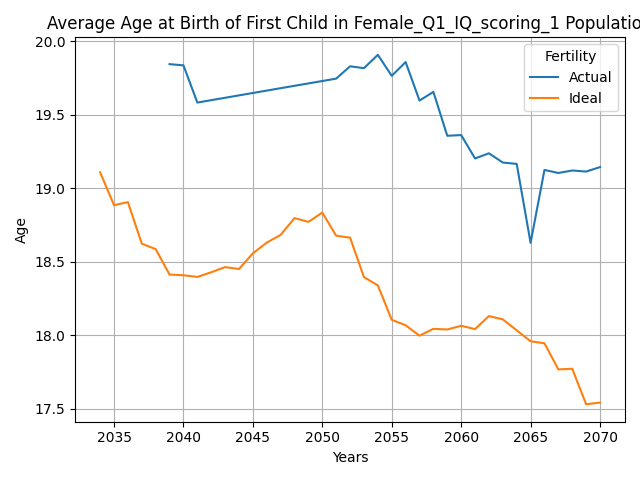 Average Age at Birth of First Child in Female_Q1_IQ_scoring_1 Populatio
20.0
19.5
19.0
18.5
18.0
17.5
Age
Fertility
Actual
Ideal
2035 2040 2045 2050 2055 2060 2065 2070
Years